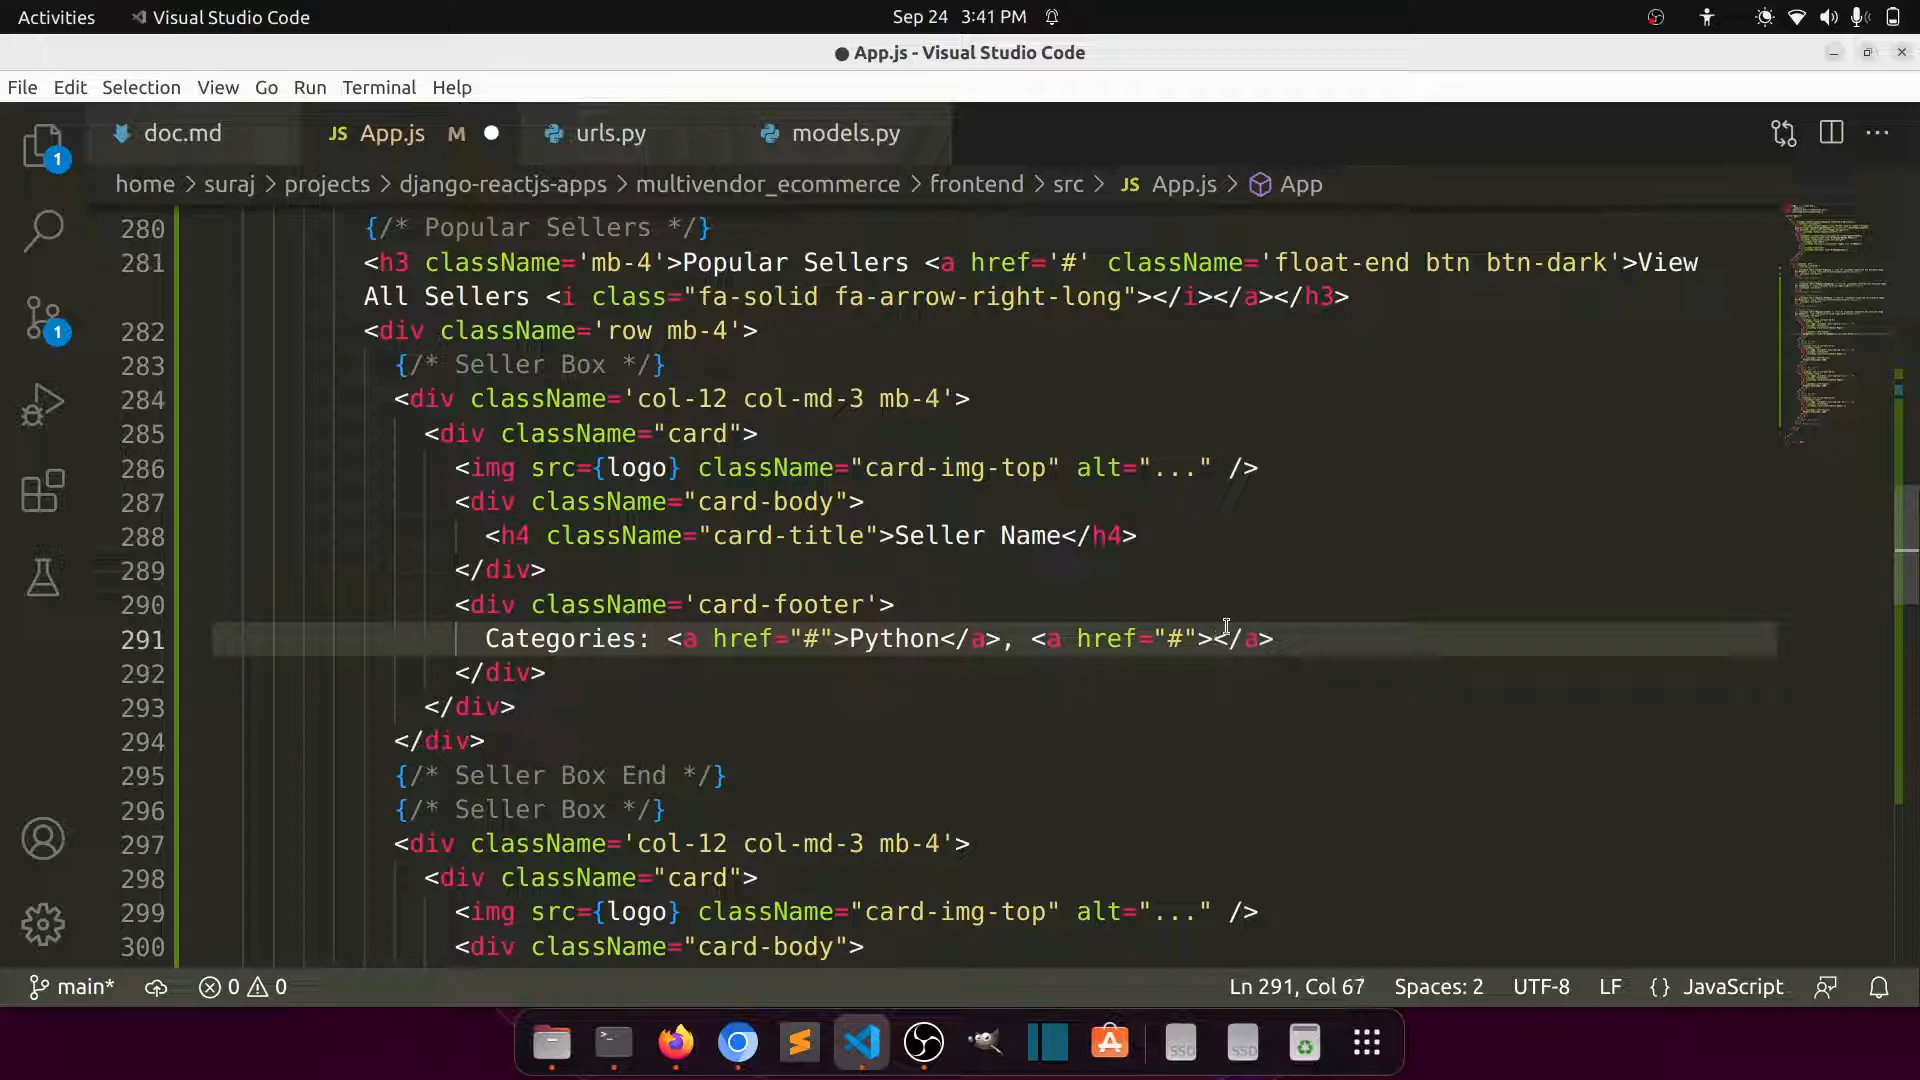 Activities Visual Studio Code Sep 24 3:41 PM
● App.js - Visual Studio Code
File Edit Selection View Go Run Terminal Help
doc.md JS App.js M urls.py models.py
home > suraj > projects > django-reactjs-apps > multivendor_ecommerce > frontend > src > JS App.js > App
1
1
280 {/* Popular Sellers */}
281 <h3 className='mb-4'>Popular Sellers <a href='#' className='float-end btn btn-dark'>View
All Sellers <i class="fa-solid fa-arrow-right-long"></i></a></h3>
282 <div className='row mb-4'>
283 {/* Seller Box */}
284 <div className='col-12 col-md-3 mb-4'>
285 <div className="card">
286 <img src={logo} className="card-img-top" alt="..." />
287 <div className="card-body">
288 <h4 className="card-title">Seller Name</h4>
289 </div>
290 <div className='card-footer'>
291 Categories: <a href="#">Python</a>, <a href="#"></a>
292 </div>
293 </div>
294 </div>
295 {/* Seller Box End */}
296 {/* Seller Box */}
297 <div className='col-12 col-md-3 mb-4'>
298 <div className="card">
299 <img src={logo} className="card-img-top" alt="..." />
300 <div className="card-body">
main* 0 0 Ln 291, Col 67 Spaces: 2 UTF-8 LF {} JavaScript
SSD SSD